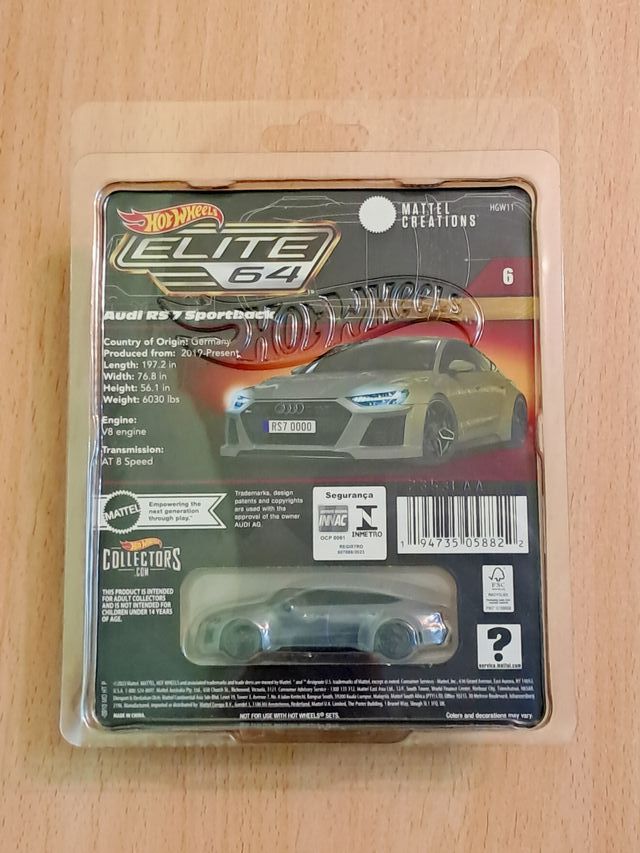 HOT WHEELS
ELITE
64
™
MATTEL
CREATIONS
HGW11
6
Audi RS 7 Sportback
HOT WHEELS
Country of Origin: Germany
Produced from: 2019-Present
Length: 197.2 in
Width: 76.8 in
Height: 56.1 in
Weight: 6030 lbs
Engine:
V8 engine
Transmission:
AT 8 Speed
RS7 0000
MATTEL
Empowering the
next generation
through play.™
Trademarks, design
patents and copyrights
are used with the
approval of the owner
AUDI AG.
Segurança
INNAC
OCP 0061
INMETRO
REGISTRO
1 94735 05882 2
HOT WHEELS
COLLECTORS
.COM
THIS PRODUCT IS INTENDED
FOR ADULT COLLECTORS
AND IS NOT INTENDED FOR
CHILDREN UNDER 14 YEARS
OF AGE.
FSC
?
service.mattel.com
MADE IN CHINA.
NOT FOR USE WITH HOT WHEELS® SETS.
Colors and decorations may vary.